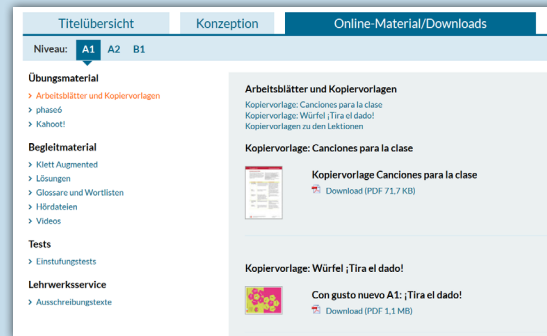 Titelübersicht
Konzeption
Online-Material/Downloads
Niveau: A1 A2 B1
Übungsmaterial
> Arbeitsblätter und Kopiervorlagen
> phase6
> Kahoot!
Begleitmaterial
> Klett Augmented
> Lösungen
> Glossare und Wortlisten
> Hördateien
> Videos
Tests
> Einstufungstests
Lehrwerksservice
> Ausschreibungstexte
Arbeitsblätter und Kopiervorlagen
Kopiervorlage: Canciones para la clase
Kopiervorlage: Würfel ¡Tira el dado!
Kopiervorlagen zu den Lektionen
Kopiervorlage: Canciones para la clase
Kopiervorlage Canciones para la clase
Download (PDF 71,7 KB)
Kopiervorlage: Würfel ¡Tira el dado!
Con gusto nuevo A1: ¡Tira el dado!
Download (PDF 1,1 MB)